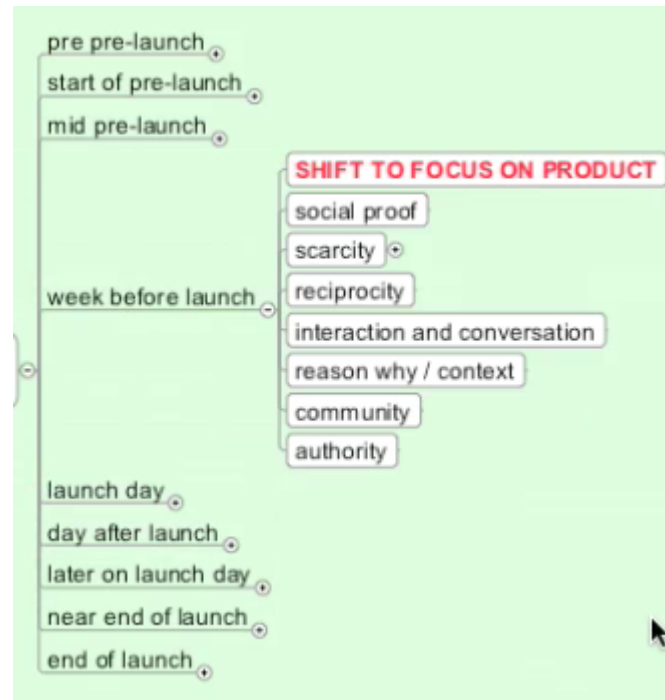 pre pre-launch
start of pre-launch
mid pre-launch
week before launch
SHIFT TO FOCUS ON PRODUCT
social proof
scarcity
reciprocity
interaction and conversation
reason why / context
community
authority
launch day
day after launch
later on launch day
near end of launch
end of launch